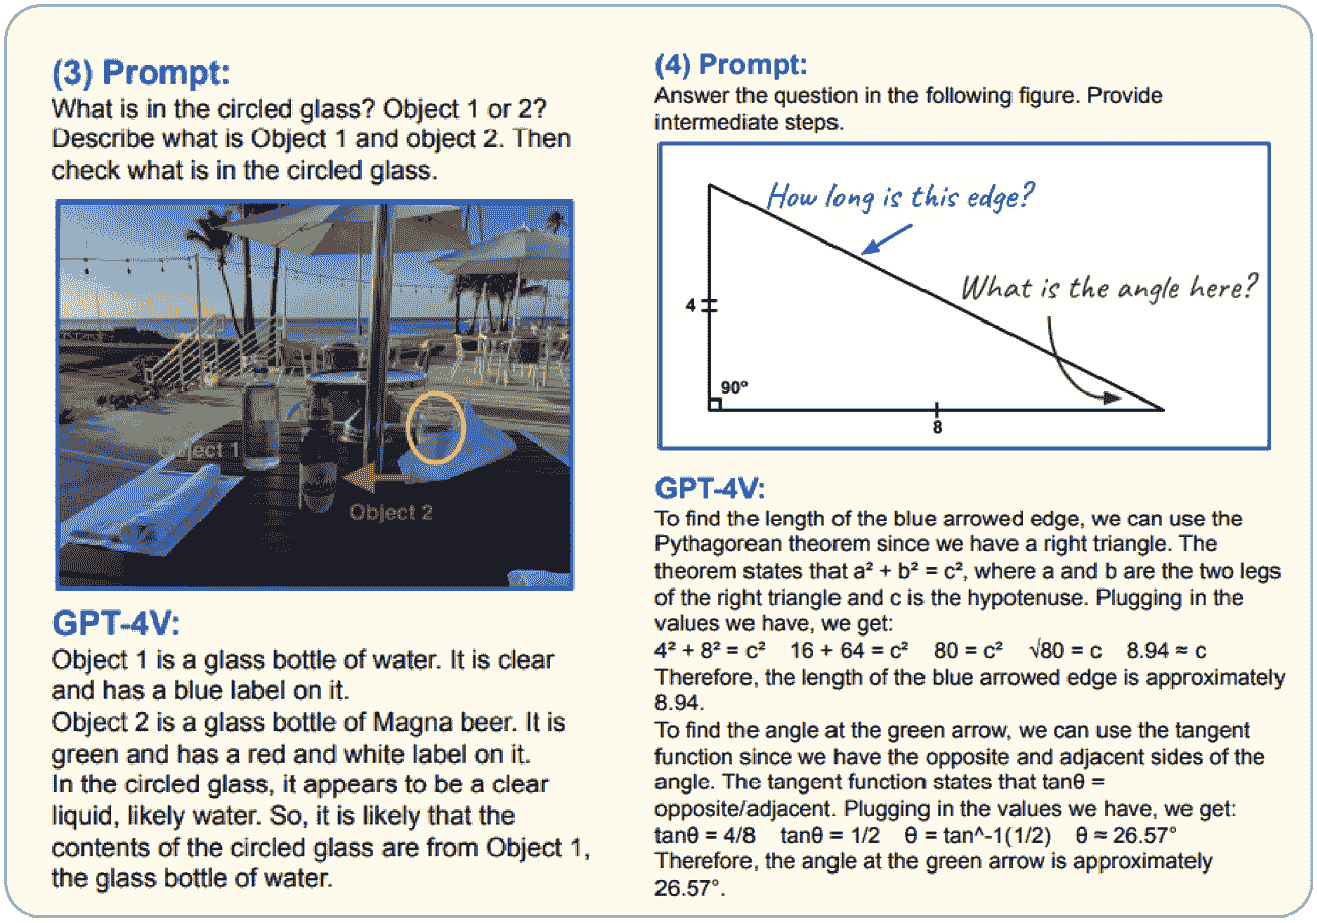 (3) Prompt:
What is in the circled glass? Object 1 or 2?
Describe what is Object 1 and object 2. Then
check what is in the circled glass.
Object 1
Object 2
GPT-4V:
Object 1 is a glass bottle of water. It is clear
and has a blue label on it.
Object 2 is a glass bottle of Magna beer. It is
green and has a red and white label on it.
In the circled glass, it appears to be a clear
liquid, likely water. So, it is likely that the
contents of the circled glass are from Object 1,
the glass bottle of water.
(4) Prompt:
Answer the question in the following figure. Provide
intermediate steps.
How long is this edge?
What is the angle here?
4
90°
8
GPT-4V:
To find the length of the blue arrowed edge, we can use the
Pythagorean theorem since we have a right triangle. The
theorem states that a² + b² = c², where a and b are the two legs
of the right triangle and c is the hypotenuse. Plugging in the
values we have, we get:
4² + 8² = c² 16 + 64 = c² 80 = c² √80 = c 8.94 ≈ c
Therefore, the length of the blue arrowed edge is approximately
8.94.
To find the angle at the green arrow, we can use the tangent
function since we have the opposite and adjacent sides of the
angle. The tangent function states that tanθ =
opposite/adjacent. Plugging in the values we have, we get:
tanθ = 4/8 tanθ = 1/2 θ = tan^-1(1/2) θ ≈ 26.57°
Therefore, the angle at the green arrow is approximately
26.57°.